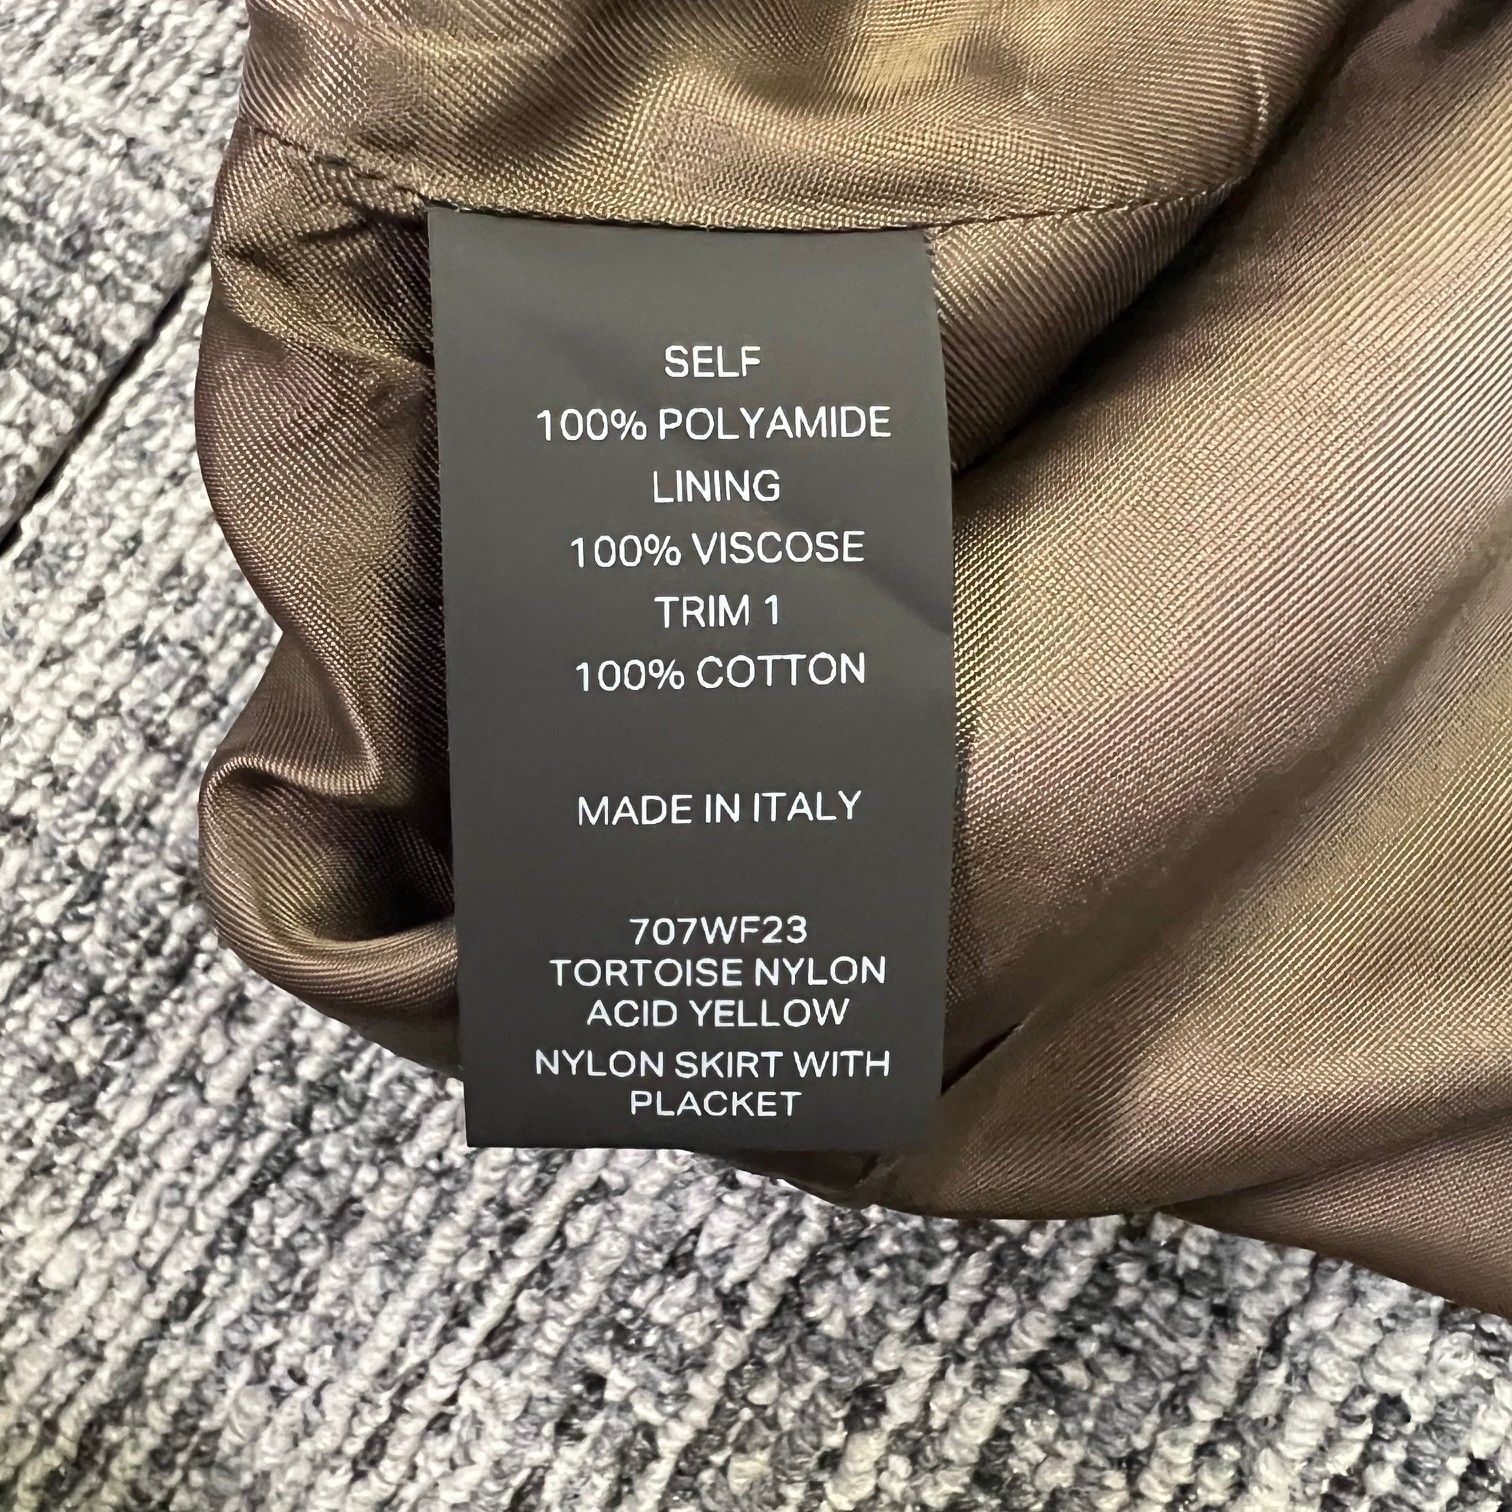 SELF
100% POLYAMIDE
LINING
100% VISCOSE
TRIM 1
100% COTTON
MADE IN ITALY
707WF23
TORTOISE NYLON
ACID YELLOW
NYLON SKIRT WITH
PLACKET